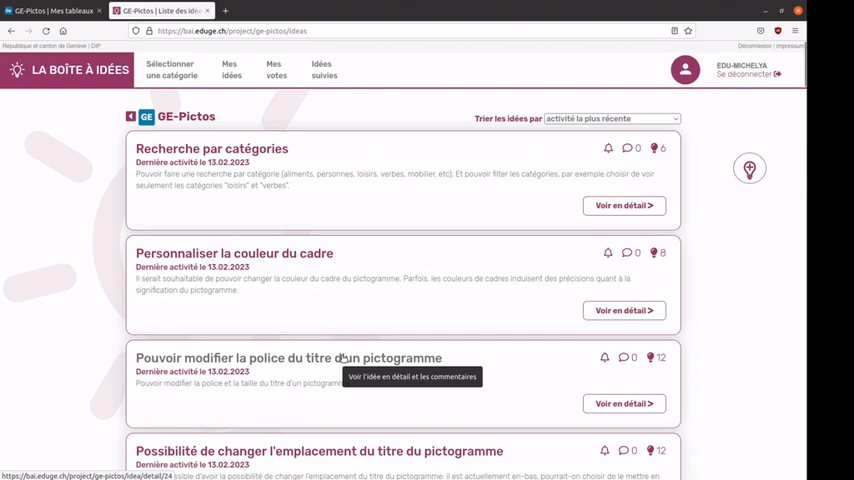 GE-Pictos | Mes tableaux
GE-Pictos | Liste des idé
https://bai.eduge.ch/project/ge-pictos/ideas
République et canton de Genève | DIP
Déconnexion | Impressum
LA BOÎTE À IDÉES
Sélectionner
une catégorie
Mes
idées
Mes
votes
Idées
suivies
EDU-MICHELYA
Se déconnecter
GE GE-Pictos
Trier les idées par activité la plus récente
Recherche par catégories
0 6
Dernière activité le 13.02.2023
Pouvoir faire une recherche par catégorie (aliments, personnes, loisirs, verbes, mobilier, etc). Et pouvoir filtrer les catégories, par exemple choisir de voir
seulement les catégories "loisirs" et "verbes".
Voir en détail >
Personnaliser la couleur du cadre
0 8
Dernière activité le 13.02.2023
Il serait souhaitable de pouvoir changer la couleur du cadre du pictogramme. Parfois, les couleurs de cadres induisent des précisions quant à la
signification du pictogramme.
Voir en détail >
Pouvoir modifier la police du titre d'un pictogramme
0 12
Dernière activité le 13.02.2023
Voir l'idée en détail et les commentaires
Pouvoir modifier la police et la taille du titre d'un pictogramm
Voir en détail >
Possibilité de changer l'emplacement du titre du pictogramme
0 12
Dernière activité le 13.02.2023
https://bai.eduge.ch/project/ge-pictos/idea/detail/24
sible d'avoir la possibilité de changer l'emplacement du titre du pictogramme: il est actuellement en-bas, pourrait-on choisir de le mettre en